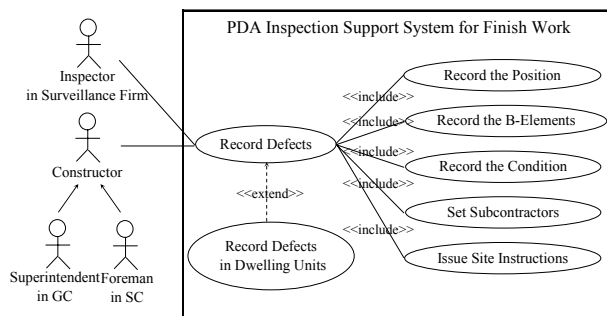 PDA Inspection Support System for Finish Work
Inspector
in Surveillance Firm
Constructor
Superintendent
in GC
Foreman
in SC
Record Defects
<<extend>>
Record Defects
in Dwelling Units
<<include>>
Record the Position
<<include>>
Record the B-Elements
<<include>>
Record the Condition
<<include>>
Set Subcontractors
<<include>>
Issue Site Instructions